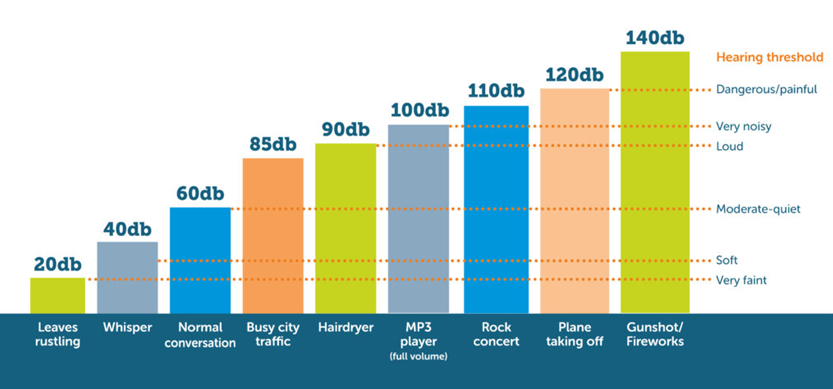 140db
Hearing threshold
120db
Dangerous/painful
110db
100db
Very noisy
90db
85db
Loud
60db
Moderate-quiet
40db
Soft
20db
Very faint
Leaves
rustling
Whisper
Normal
conversation
Busy city
traffic
Hairdryer
MP3
player
(full volume)
Rock
concert
Plane
taking off
Gunshot/
Fireworks